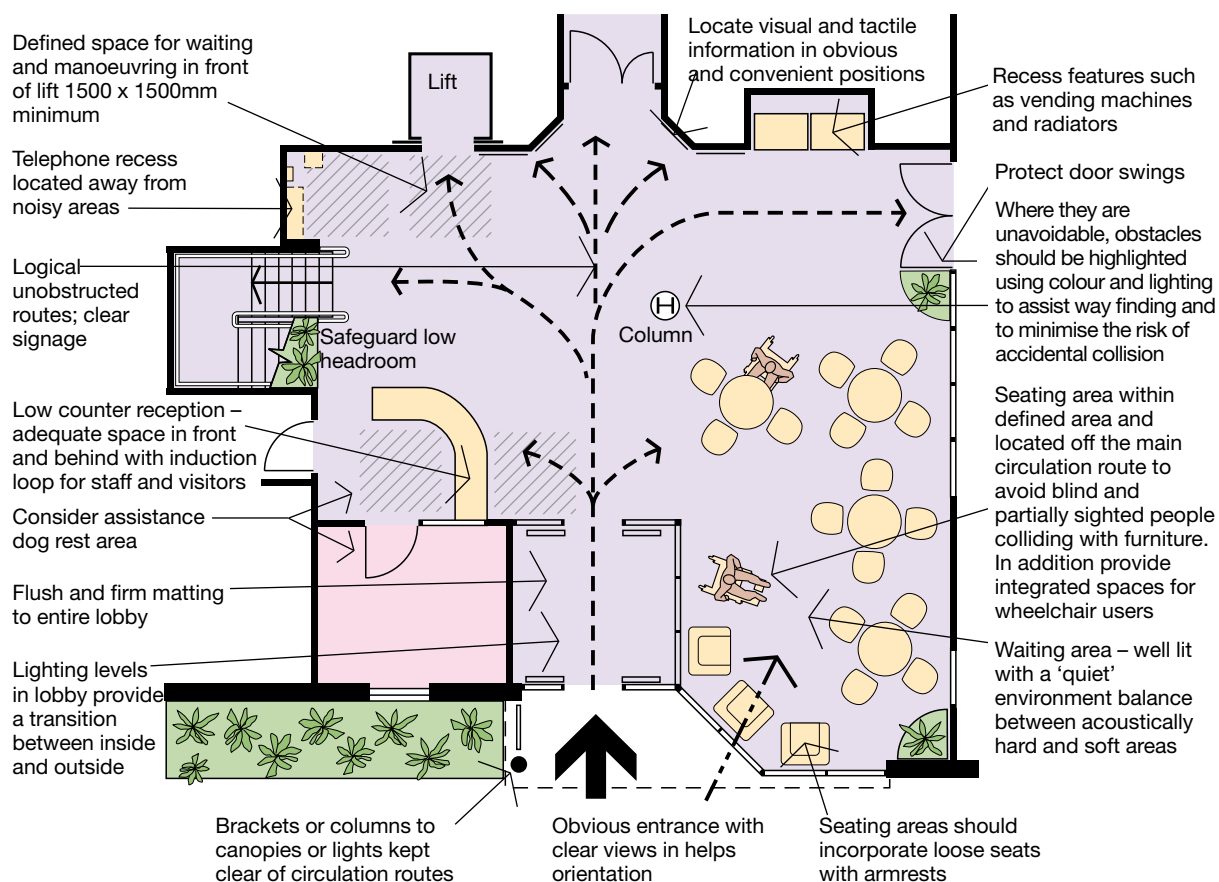 Defined space for waiting
and manoeuvring in front
of lift 1500 x 1500mm
minimum
Lift
Locate visual and tactile
information in obvious
and convenient positions
Recess features such
as vending machines
and radiators
Telephone recess
located away from
noisy areas
Protect door swings
Where they are
unavoidable, obstacles
should be highlighted
using colour and lighting
to assist way finding and
to minimise the risk of
accidental collision
Logical
unobstructed
routes; clear
signage
Safeguard low
headroom
Column
Low counter reception –
adequate space in front
and behind with induction
loop for staff and visitors
Seating area within
defined area and
located off the main
circulation route to
avoid blind and
partially sighted people
colliding with furniture.
In addition provide
integrated spaces for
wheelchair users
Consider assistance
dog rest area
Flush and firm matting
to entire lobby
Lighting levels
in lobby provide
a transition
between inside
and outside
Waiting area – well lit
with a ‘quiet’
environment balance
between acoustically
hard and soft areas
Brackets or columns to
canopies or lights kept
clear of circulation routes
Obvious entrance with
clear views in helps
orientation
Seating areas should
incorporate loose seats
with armrests